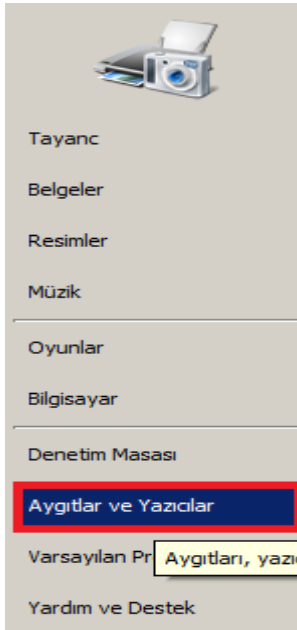 Tayanc
Belgeler
Resimler
Müzik
Oyunlar
Bilgisayar
Denetim Masası
Aygıtlar ve Yazıcılar
Varsayılan Pr
Aygıtları, yazıc
Yardım ve Destek